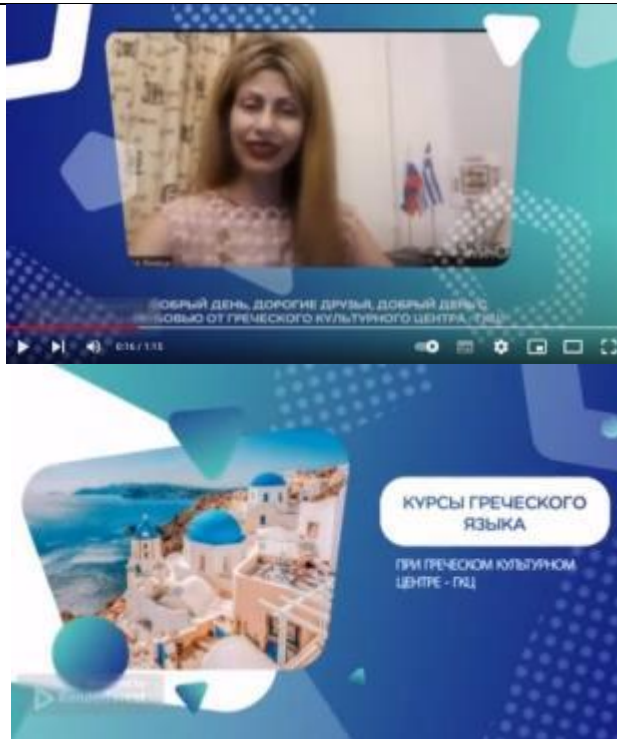 ДОБРЫЙ ДЕНЬ, ДОРОГИЕ ДРУЗЬЯ, ДОБРЫЙ ДЕНЬ С
ЛЮБОВЬЮ ОТ ГРЕЧЕСКОГО КУЛЬТУРНОГО ЦЕНТРА - ГКЦ!
0:16 / 1:15
КУРСЫ ГРЕЧЕСКОГО
ЯЗЫКА
ПРИ ГРЕЧЕСКОМ КУЛЬТУРНОМ
ЦЕНТРЕ - ГКЦ